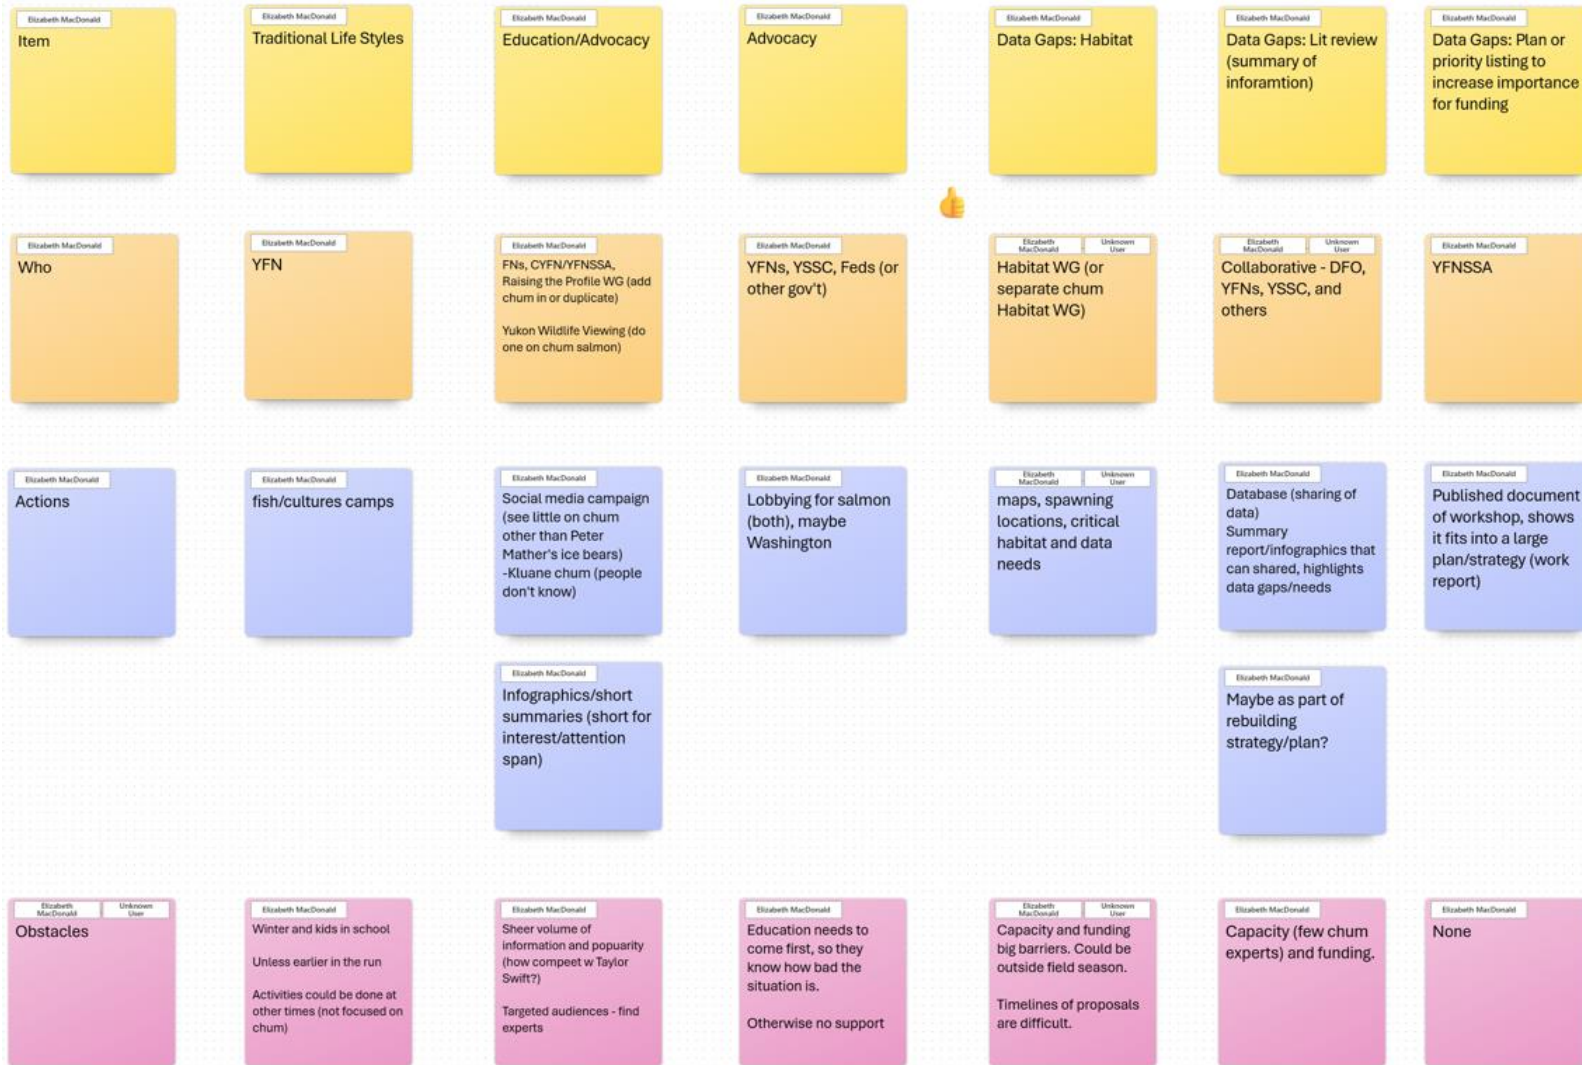 Elizabeth MacDonald
Item
Elizabeth MacDonald
Traditional Life Styles
Elizabeth MacDonald
Education/Advocacy
Elizabeth MacDonald
Advocacy
Elizabeth MacDonald
Data Gaps: Habitat
Elizabeth MacDonald
Data Gaps: Lit review
(summary of
inforamtion)
Elizabeth MacDonald
Data Gaps: Plan or
priority listing to
increase importance
for funding
Elizabeth MacDonald
Who
Elizabeth MacDonald
YFN
Elizabeth MacDonald
FNs, CYFN/YFNSSA,
Raising the Profile WG (add
chum in or duplicate)
Yukon Wildlife Viewing (do
one on chum salmon)
Elizabeth MacDonald
YFNs, YSSC, Feds (or
other gov't)
Elizabeth
MacDonald
Unknown
User
Habitat WG (or
separate chum
Habitat WG)
Elizabeth
MacDonald
Unknown
User
Collaborative - DFO,
YFNs, YSSC, and
others
Elizabeth MacDonald
YFNSSA
Elizabeth MacDonald
Actions
Elizabeth MacDonald
fish/cultures camps
Elizabeth MacDonald
Social media campaign
(see little on chum
other than Peter
Mather's ice bears)
-Kluane chum (people
don't know)
Elizabeth MacDonald
Lobbying for salmon
(both), maybe
Washington
Elizabeth
MacDonald
Unknown
User
maps, spawning
locations, critical
habitat and data
needs
Elizabeth MacDonald
Database (sharing of
data)
Summary
report/infographics that
can shared, highlights
data gaps/needs
Elizabeth MacDonald
Published document
of workshop, shows
it fits into a large
plan/strategy (work
report)
Elizabeth MacDonald
Infographics/short
summaries (short for
interest/attention
span)
Elizabeth MacDonald
Maybe as part of
rebuilding
strategy/plan?
Elizabeth
MacDonald
Unknown
User
Obstacles
Elizabeth MacDonald
Winter and kids in school
Unless earlier in the run
Activities could be done at
other times (not focused on
chum)
Elizabeth MacDonald
Sheer volume of
information and popuarity
(how compeet w Taylor
Swift?)
Targeted audiences - find
experts
Elizabeth MacDonald
Education needs to
come first, so they
know how bad the
situation is.
Otherwise no support
Elizabeth
MacDonald
Unknown
User
Capacity and funding
big barriers. Could be
outside field season.
Timelines of proposals
are difficult.
Elizabeth MacDonald
Capacity (few chum
experts) and funding.
Elizabeth MacDonald
None